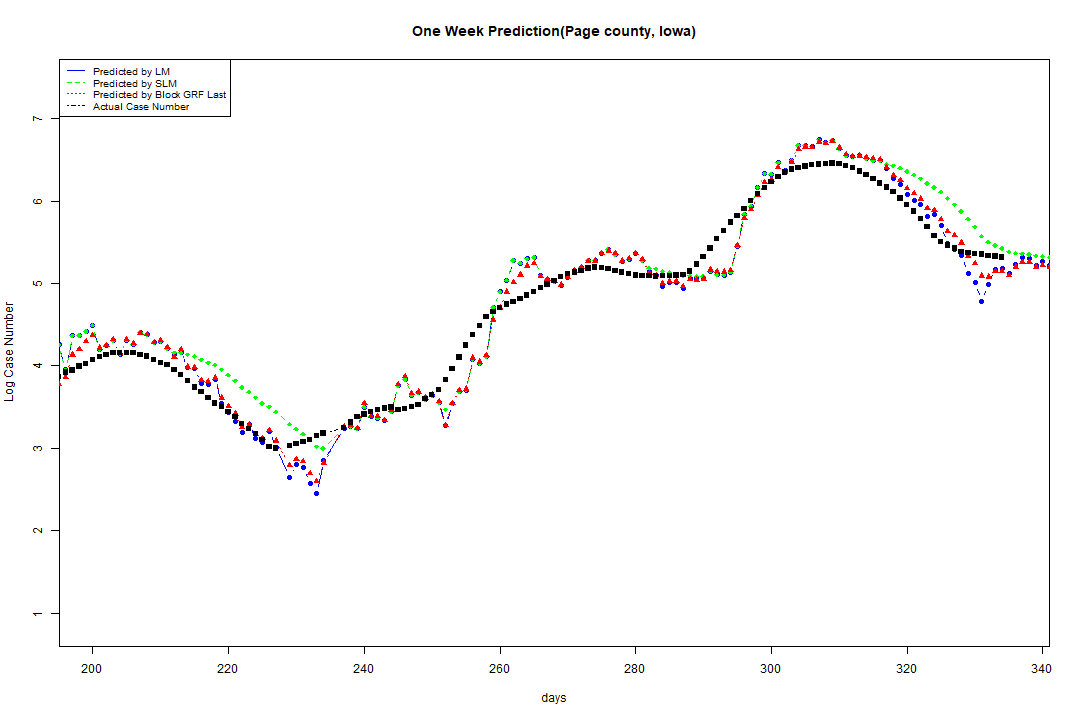 One Week Prediction(Page county, Iowa)
Predicted by LM
Predicted by SLM
Predicted by Block GRF Last
Actual Case Number
7
6
5
4
3
2
1
Log Case Number
200 220 240 260 280 300 320 340
days